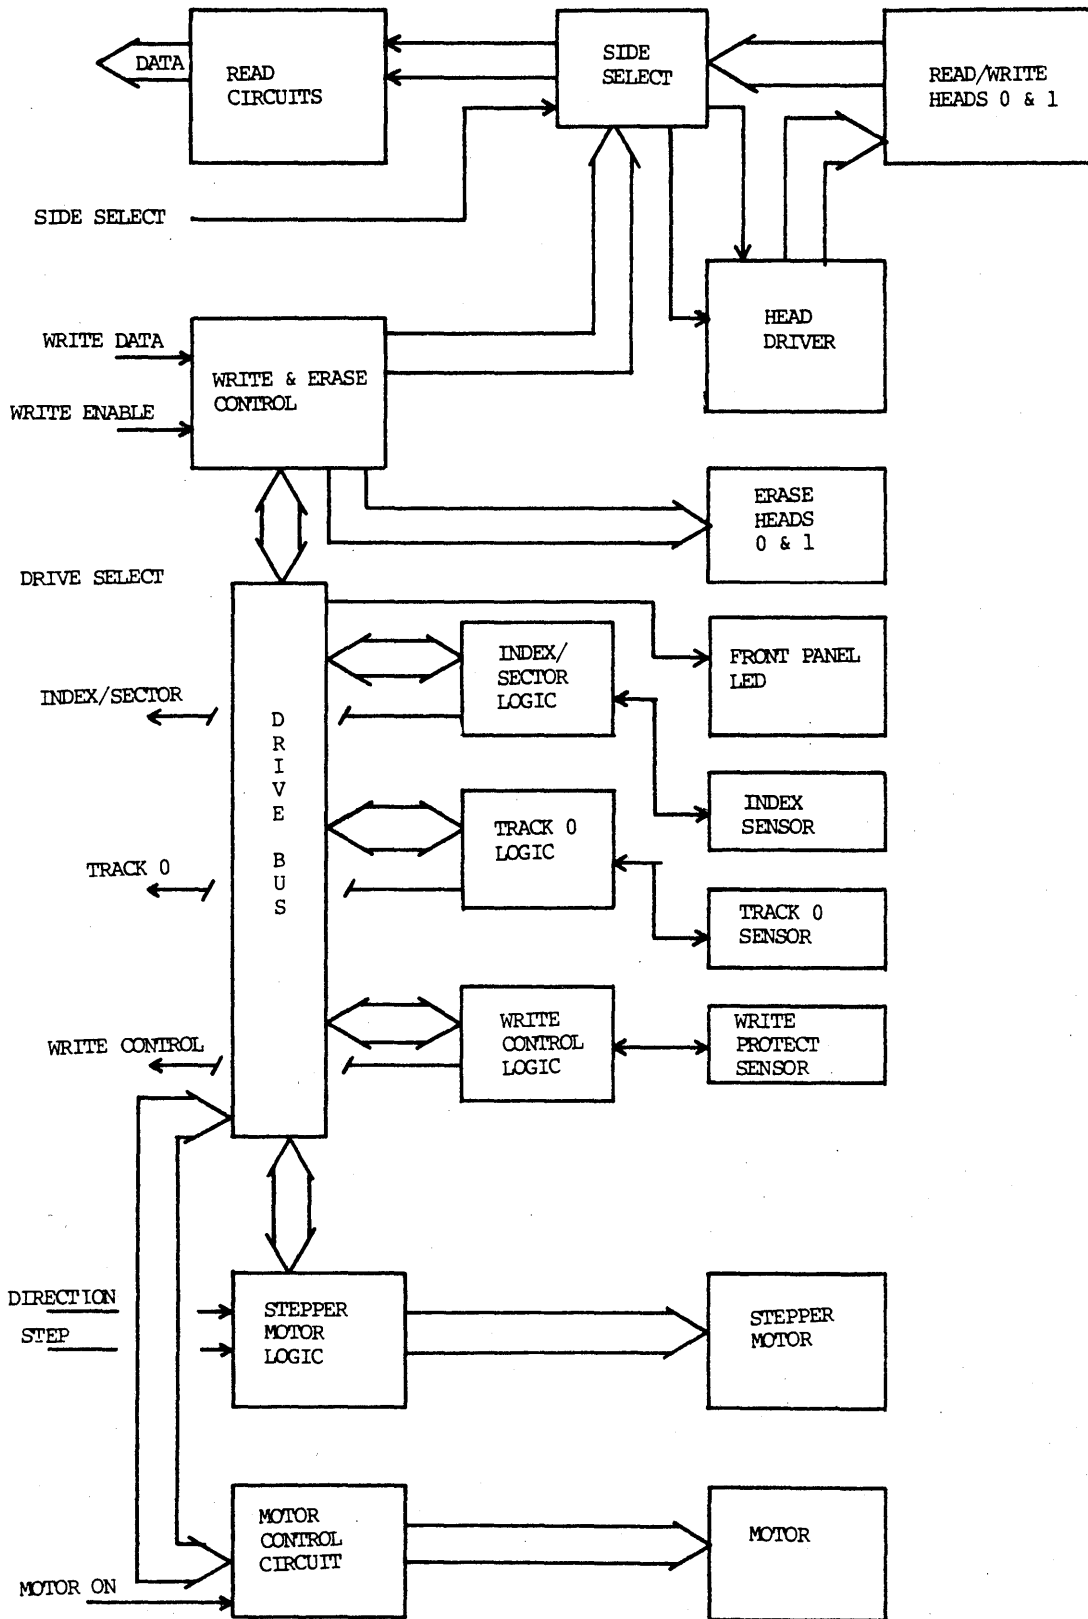 DATA
READ
CIRCUITS
SIDE
SELECT
READ/WRITE
HEADS 0 & 1
SIDE SELECT
HEAD
DRIVER
WRITE DATA
WRITE & ERASE
CONTROL
WRITE ENABLE
ERASE
HEADS
0 & 1
DRIVE SELECT
INDEX/
SECTOR
LOGIC
FRONT PANEL
LED
INDEX/SECTOR
DRIVE BUS
INDEX
SENSOR
TRACK 0
LOGIC
TRACK 0
TRACK 0
SENSOR
WRITE
CONTROL
LOGIC
WRITE
PROTECT
SENSOR
WRITE CONTROL
DIRECTION
STEP
STEPPER
MOTOR
LOGIC
STEPPER
MOTOR
MOTOR
CONTROL
CIRCUIT
MOTOR
MOTOR ON